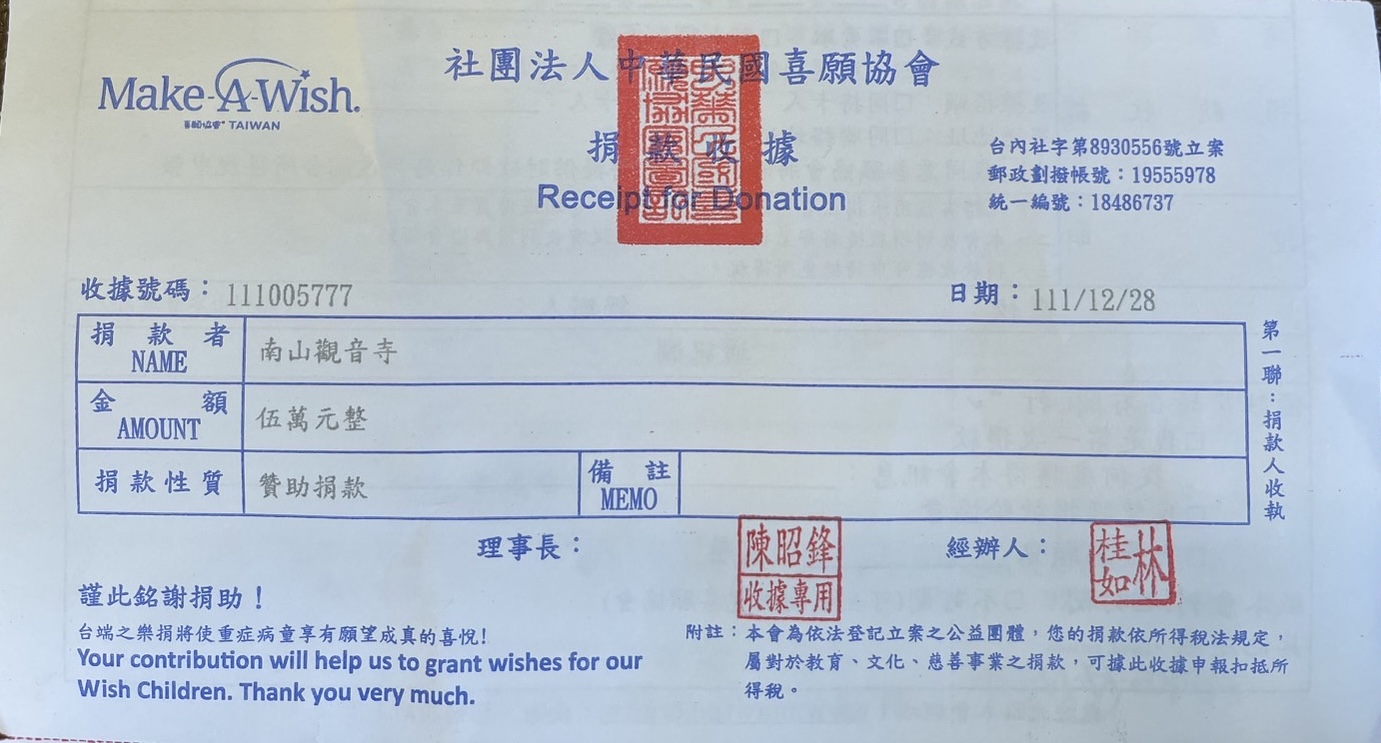 Make-A-Wish.
喜願協會 TAIWAN
社團法人中華民國喜願協會
捐款收據
Receipt for Donation
台內社字第8930556號立案
郵政劃撥帳號：19555978
統一編號：18486737
收據號碼：111005777
日期：111/12/28
捐款者 南山觀音寺
NAME
金額 伍萬元整
AMOUNT
捐款性質 贊助捐款 備註
MEMO
第一聯：捐款人收執
理事長：
陳昭鋒
收據專用
經辦人：
林桂如
謹此銘謝捐助！
台端之樂捐將使重症病童享有願望成真的喜悅!
Your contribution will help us to grant wishes for our
Wish Children. Thank you very much.
附註：本會為依法登記立案之公益團體，您的捐款依所得稅法規定，
屬對於教育、文化、慈善事業之捐款，可據此收據申報扣抵所
得稅。